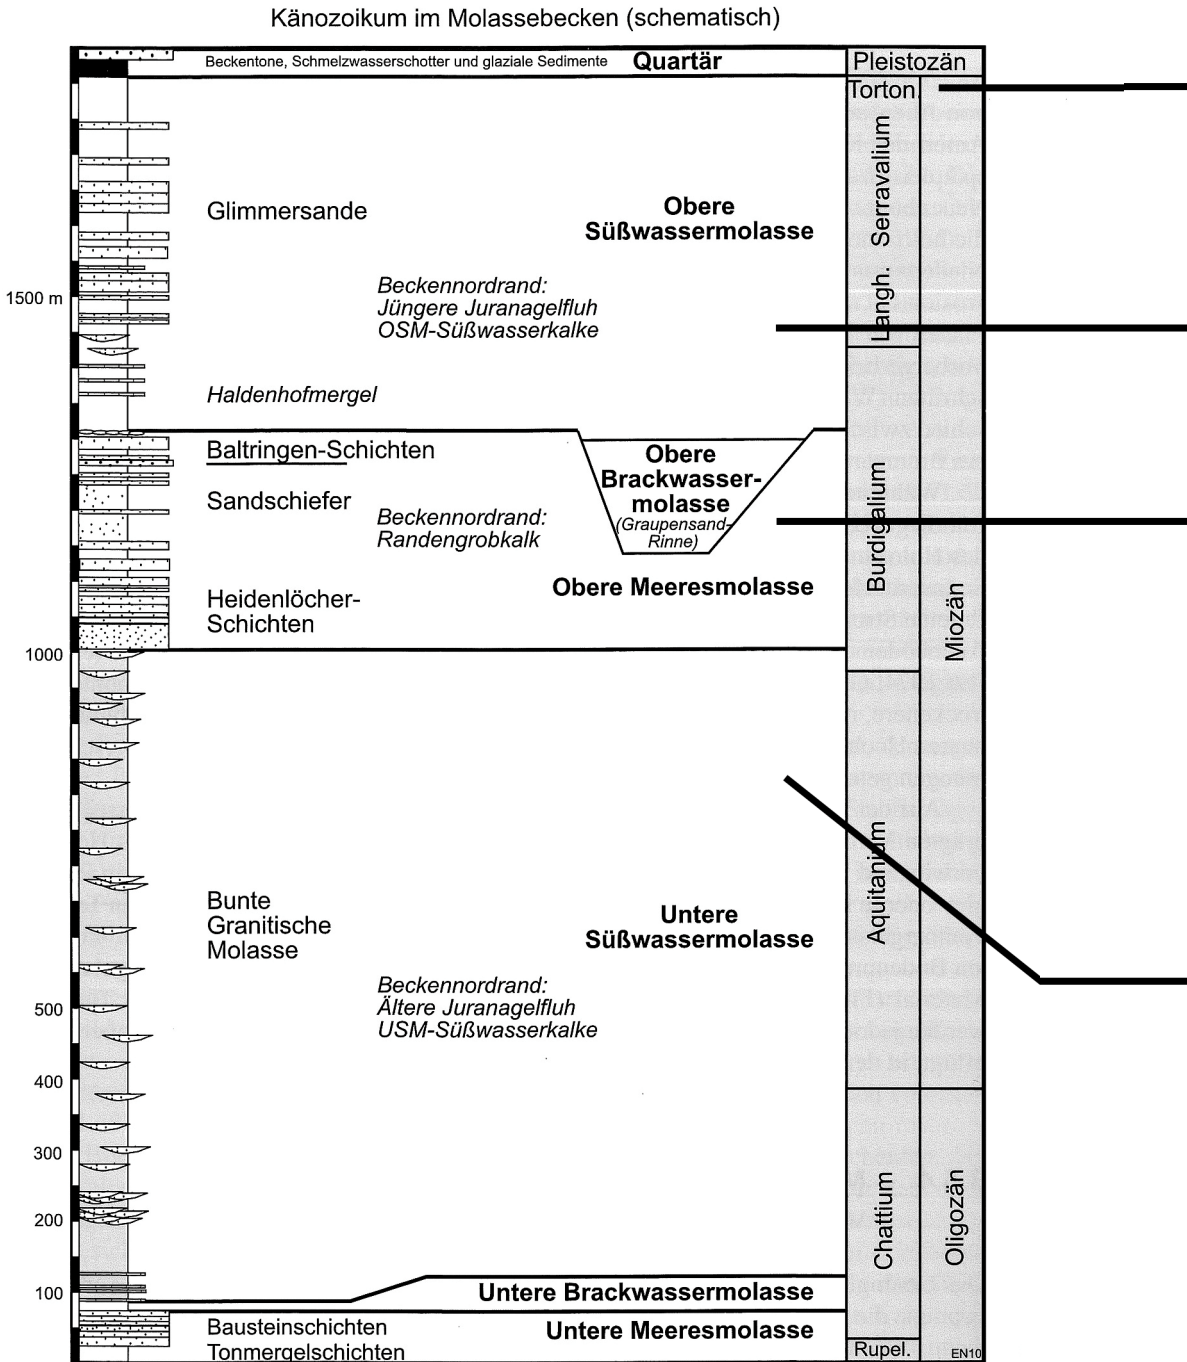 Känozoikum im Molassebecken (schematisch)
Beckentone, Schmelzwasserschotter und glaziale Sedimente Quartär
Pleistozän
Torton.
Serravalium
Glimmersande
Obere
Süßwassermolasse
Beckennordrand:
Jüngere Juranagelfluh
OSM-Süßwasserkalke
Langh.
1500 m
Haldenhofmergel
Baltringen-Schichten
Obere
Brackwasser-
molasse
(Graupensand-
Rinne)
Sandschiefer
Beckennordrand:
Randengrobkalk
Burdigalium
Obere Meeresmolasse
Heidenlöcher-
Schichten
Miozän
1000
Aquitanium
Bunte
Granitische
Molasse
Untere
Süßwassermolasse
Beckennordrand:
Ältere Juranagelfluh
USM-Süßwasserkalke
500
400
300
200
100
Chattium
Oligozän
Untere Brackwassermolasse
Bausteinschichten
Tonmergelschichten
Untere Meeresmolasse
Rupel.
EN10